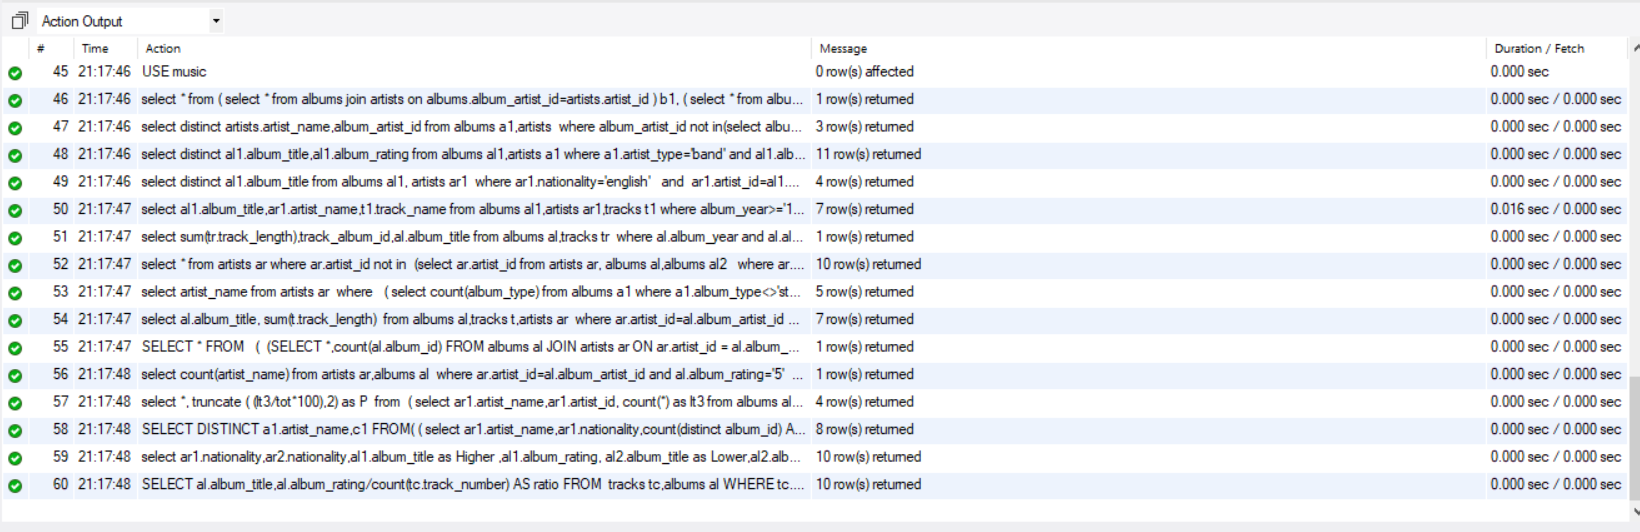 Action Output
# Time Action Message Duration / Fetch
45 21:17:46 USE music 0 row(s) affected 0.000 sec
46 21:17:46 select * from ( select * from albums join artists on albums.album_artist_id=artists.artist_id ) b1, ( select * from albu... 1 row(s) returned 0.000 sec / 0.000 sec
47 21:17:46 select distinct artists.artist_name,album_artist_id from albums a1,artists where album_artist_id not in(select albu... 3 row(s) returned 0.000 sec / 0.000 sec
48 21:17:46 select distinct al1.album_title,al1.album_rating from albums al1,artists a1 where a1.artist_type='band' and al1.alb... 11 row(s) returned 0.000 sec / 0.000 sec
49 21:17:46 select distinct al1.album_title from albums al1, artists ar1 where ar1.nationality='english' and ar1.artist_id=al1.... 4 row(s) returned 0.000 sec / 0.000 sec
50 21:17:47 select al1.album_title,ar1.artist_name,t1.track_name from albums al1,artists ar1,tracks t1 where album_year>='1... 7 row(s) returned 0.016 sec / 0.000 sec
51 21:17:47 select sum(tr.track_length),track_album_id,al.album_title from albums al,tracks tr where al.album_year and al.al... 1 row(s) returned 0.000 sec / 0.000 sec
52 21:17:47 select * from artists ar where ar.artist_id not in (select ar.artist_id from artists ar, albums al,albums al2 where ar.... 10 row(s) returned 0.000 sec / 0.000 sec
53 21:17:47 select artist_name from artists ar where ( select count(album_type) from albums a1 where a1.album_type<>'st... 5 row(s) returned 0.000 sec / 0.000 sec
54 21:17:47 select al.album_title, sum(t.track_length) from albums al,tracks t,artists ar where ar.artist_id=al.album_artist_id ... 7 row(s) returned 0.000 sec / 0.000 sec
55 21:17:47 SELECT * FROM ( (SELECT *,count(al.album_id) FROM albums al JOIN artists ar ON ar.artist_id = al.album_... 1 row(s) returned 0.000 sec / 0.000 sec
56 21:17:48 select count(artist_name) from artists ar,albums al where ar.artist_id=al.album_artist_id and al.album_rating='5' ... 1 row(s) returned 0.000 sec / 0.000 sec
57 21:17:48 select *, truncate ( (lt3/tot*100),2) as P from ( select ar1.artist_name,ar1.artist_id, count(*) as lt3 from albums al... 4 row(s) returned 0.000 sec / 0.000 sec
58 21:17:48 SELECT DISTINCT a1.artist_name,c1 FROM( ( select ar1.artist_name,ar1.nationality,count(distinct album_id) A... 8 row(s) returned 0.000 sec / 0.000 sec
59 21:17:48 select ar1.nationality,ar2.nationality,al1.album_title as Higher ,al1.album_rating, al2.album_title as Lower,al2.alb... 10 row(s) returned 0.000 sec / 0.000 sec
60 21:17:48 SELECT al.album_title,al.album_rating/count(tc.track_number) AS ratio FROM tracks tc,albums al WHERE tc.... 10 row(s) returned 0.000 sec / 0.000 sec